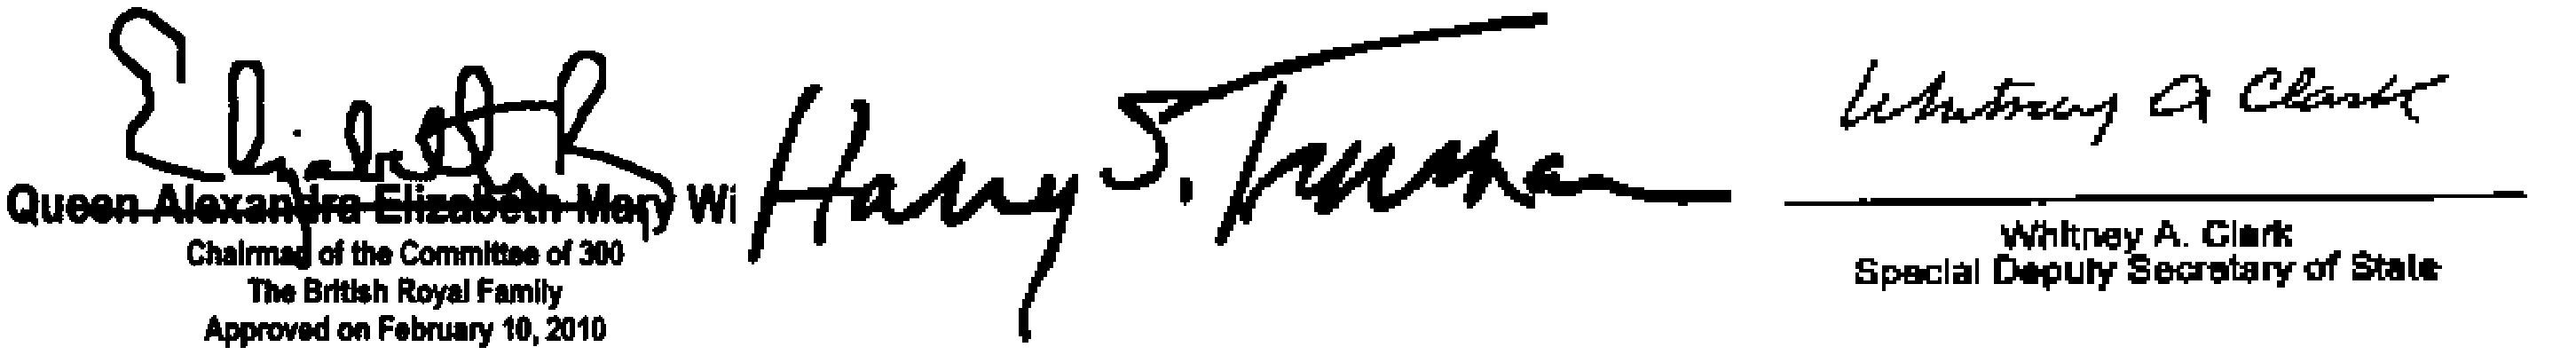 Elizabeth R
Queen Alexandra Elizabeth Mary Wi
Chairman of the Committee of 300
The British Royal Family
Approved on February 10, 2010
Harry S. Truman
Whitney A Clark
Whitney A. Clark
Special Deputy Secretary of State